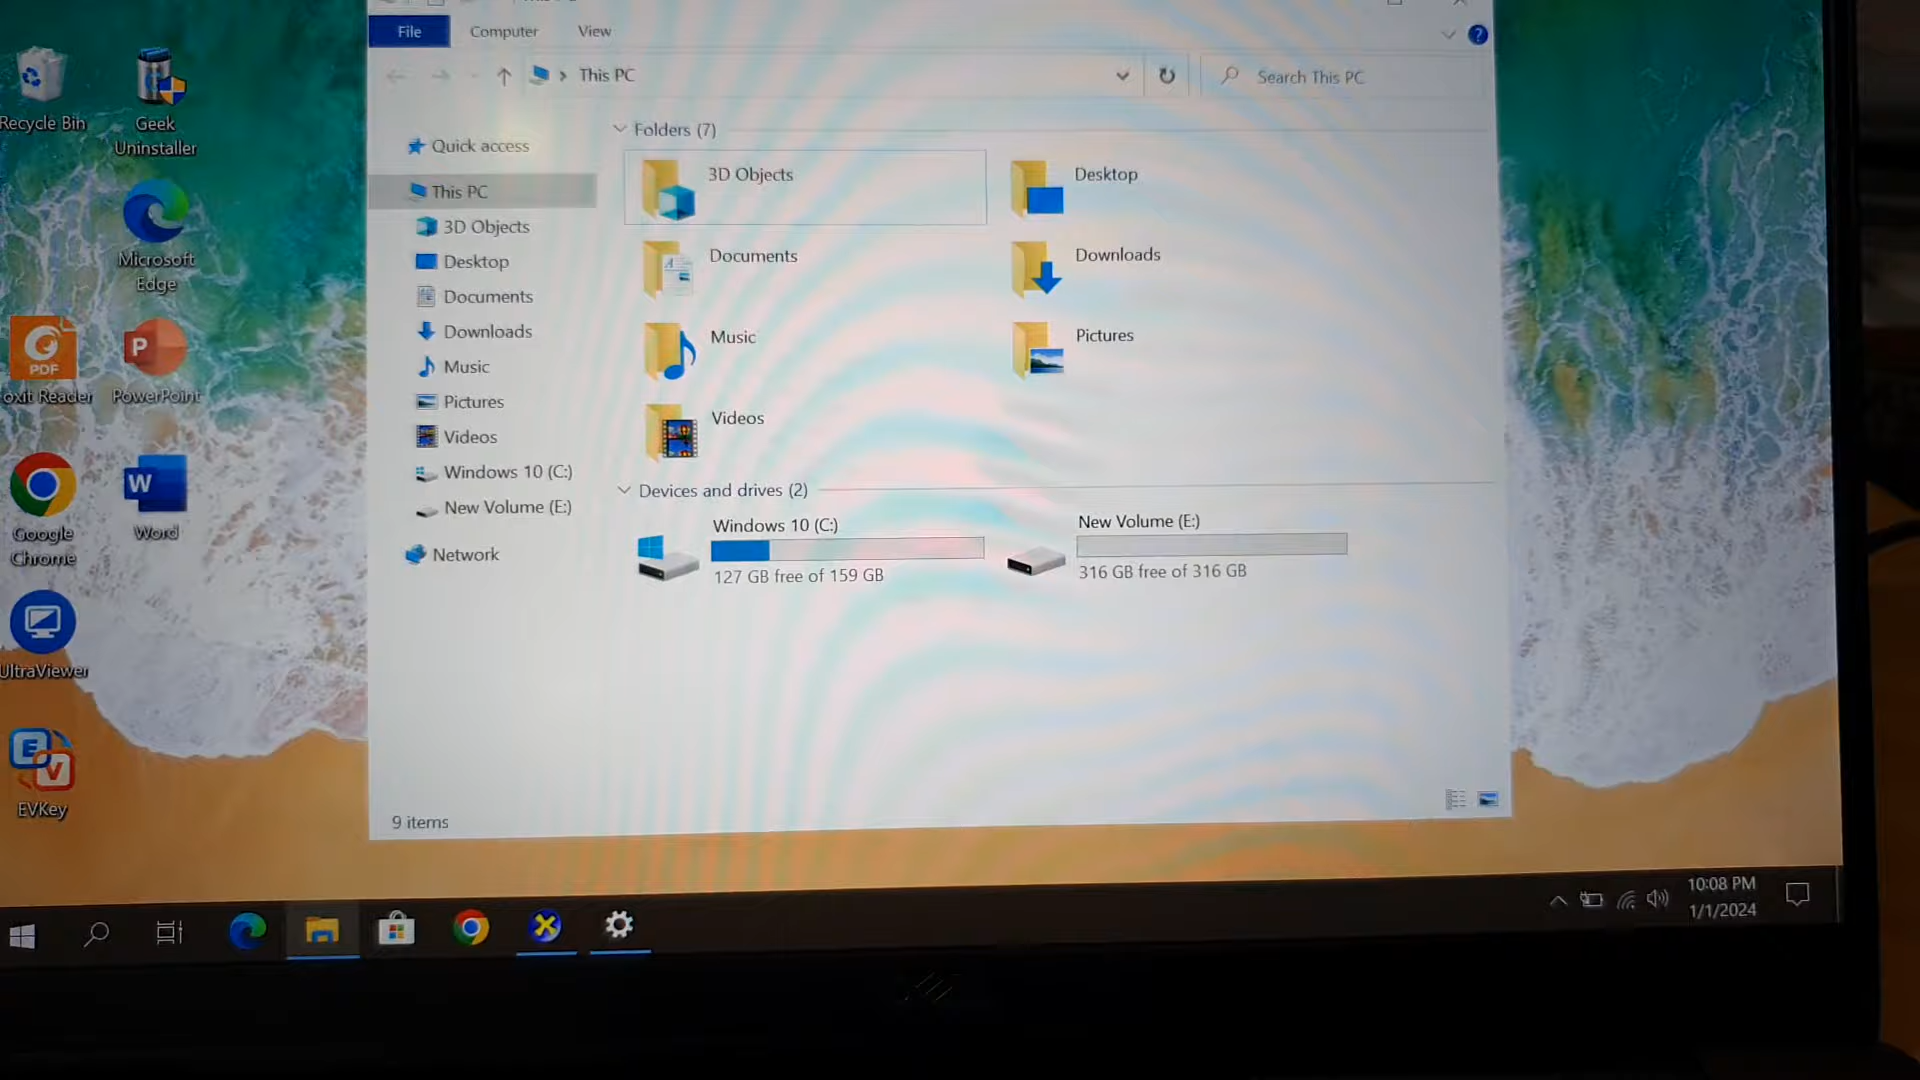 File
Computer
View
This PC
Search This PC
Recycle Bin
Geek
Uninstaller
Microsoft
Edge
PDF
oxit Reader
P
PowerPoint
Google
Chrome
W
Word
UltraViewer
E
V
EVKey
Quick access
This PC
3D Objects
Desktop
Documents
Downloads
Music
Pictures
Videos
Windows 10 (C:)
New Volume (E:)
Network
Folders (7)
3D Objects
Desktop
Documents
Downloads
Music
Pictures
Videos
Devices and drives (2)
Windows 10 (C:)
127 GB free of 159 GB
New Volume (E:)
316 GB free of 316 GB
9 items
10:08 PM
1/1/2024